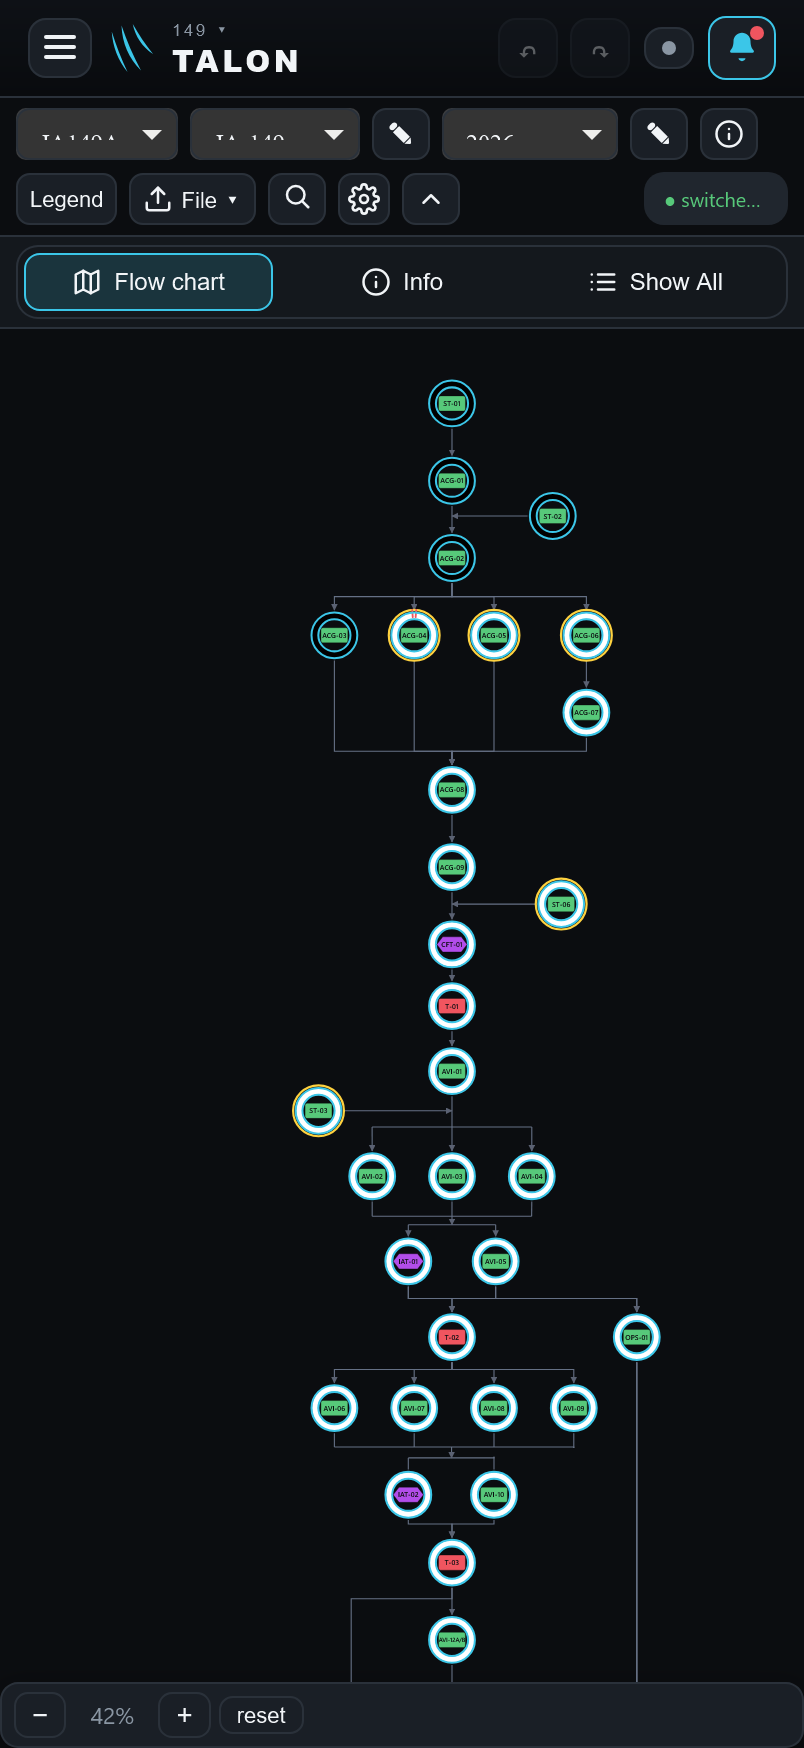 149 ▾
TALON
Legend
File ▾
● switche...
Flow chart
Info
Show All
ST-01
ACG-01
ST-02
ACG-02
ACG-03
ACG-04
ACG-05
ACG-06
ACG-07
ACG-08
ACG-09
ST-06
CFT-01
T-01
AVI-01
ST-03
AVI-02
AVI-03
AVI-04
IAT-01
AVI-05
T-02
OPS-01
AVI-06
AVI-07
AVI-08
AVI-09
IAT-02
AVI-10
T-03
AVI-12A/B
− 42% + reset